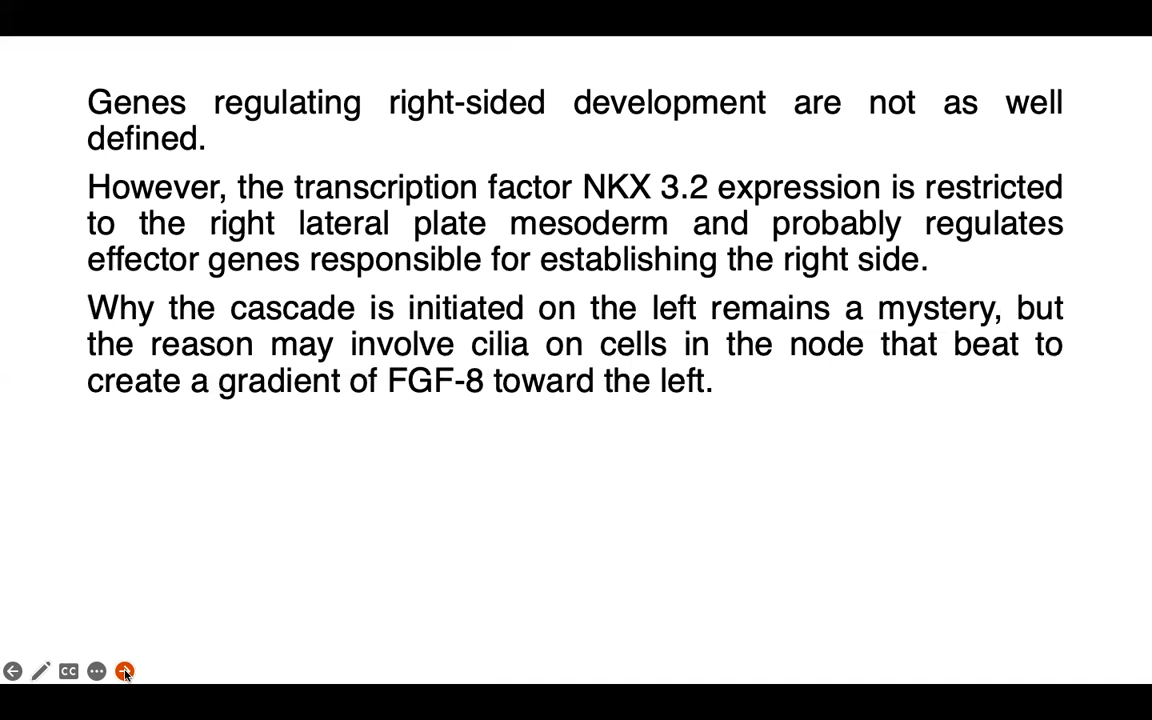 Genes regulating right-sided development are not as well
defined.
However, the transcription factor NKX 3.2 expression is restricted
to the right lateral plate mesoderm and probably regulates
effector genes responsible for establishing the right side.
Why the cascade is initiated on the left remains a mystery, but
the reason may involve cilia on cells in the node that beat to
create a gradient of FGF-8 toward the left.
CC